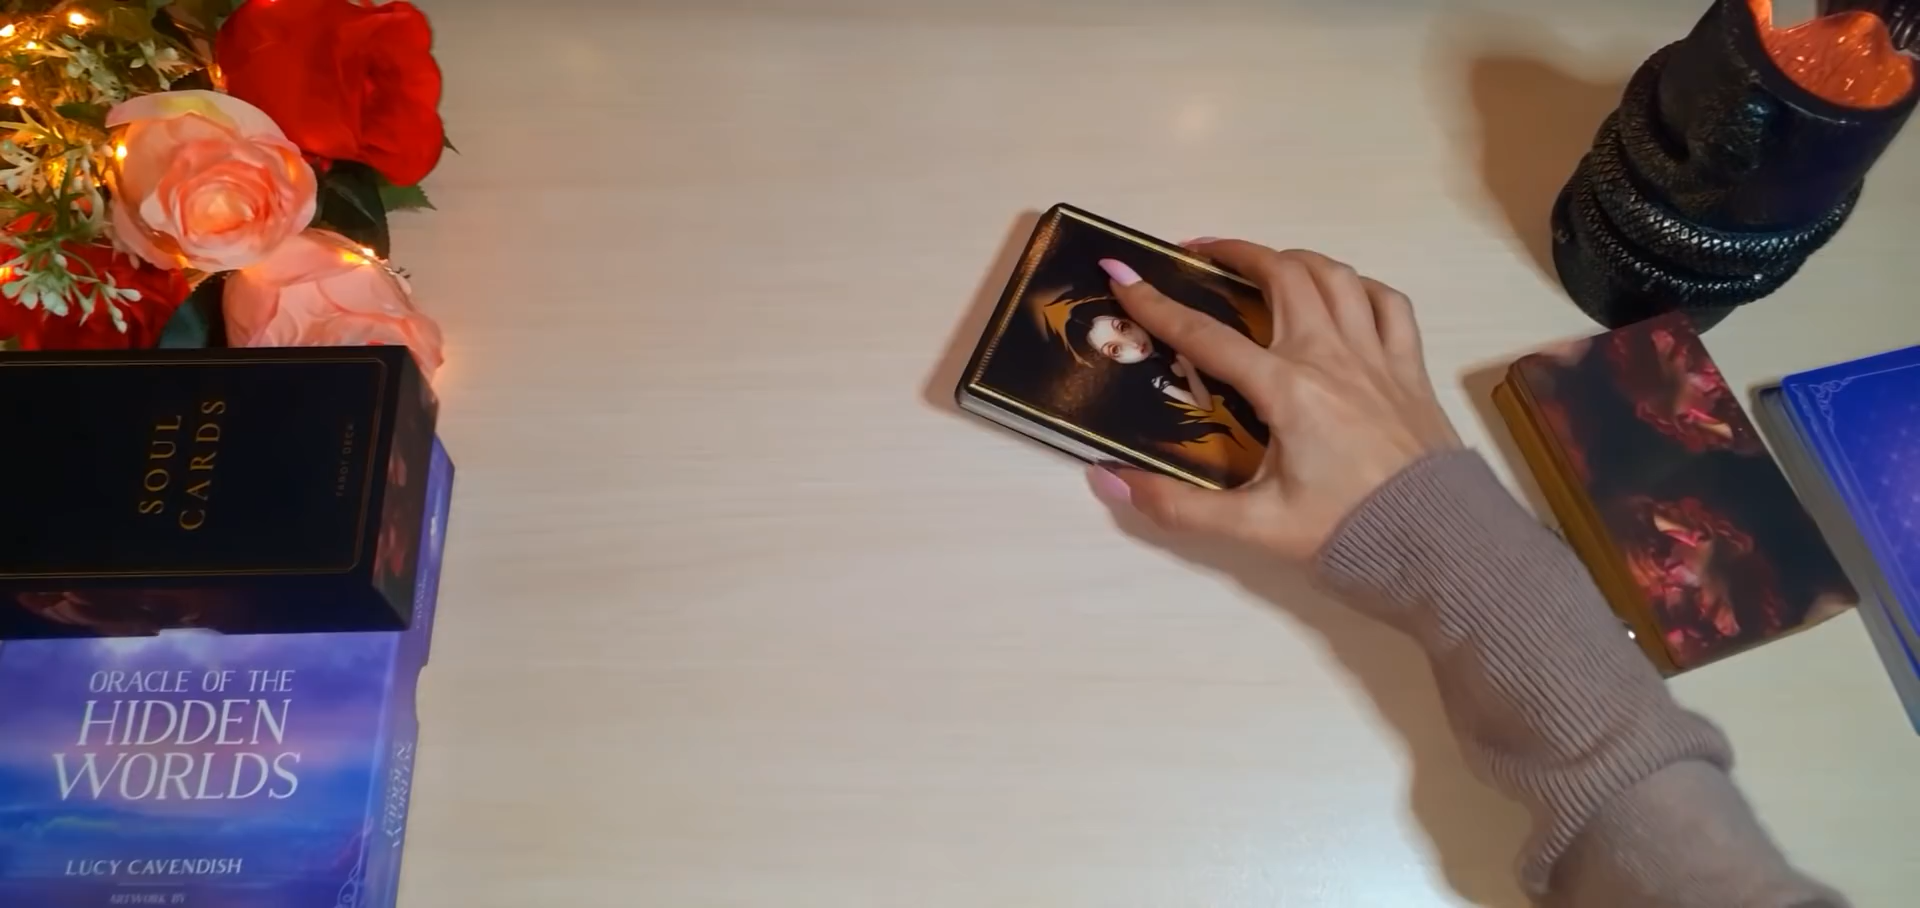 SOUL
CARDS
TAROT DECK
ORACLE OF THE
HIDDEN
WORLDS
LUCY CAVENDISH
ARTWORK BY